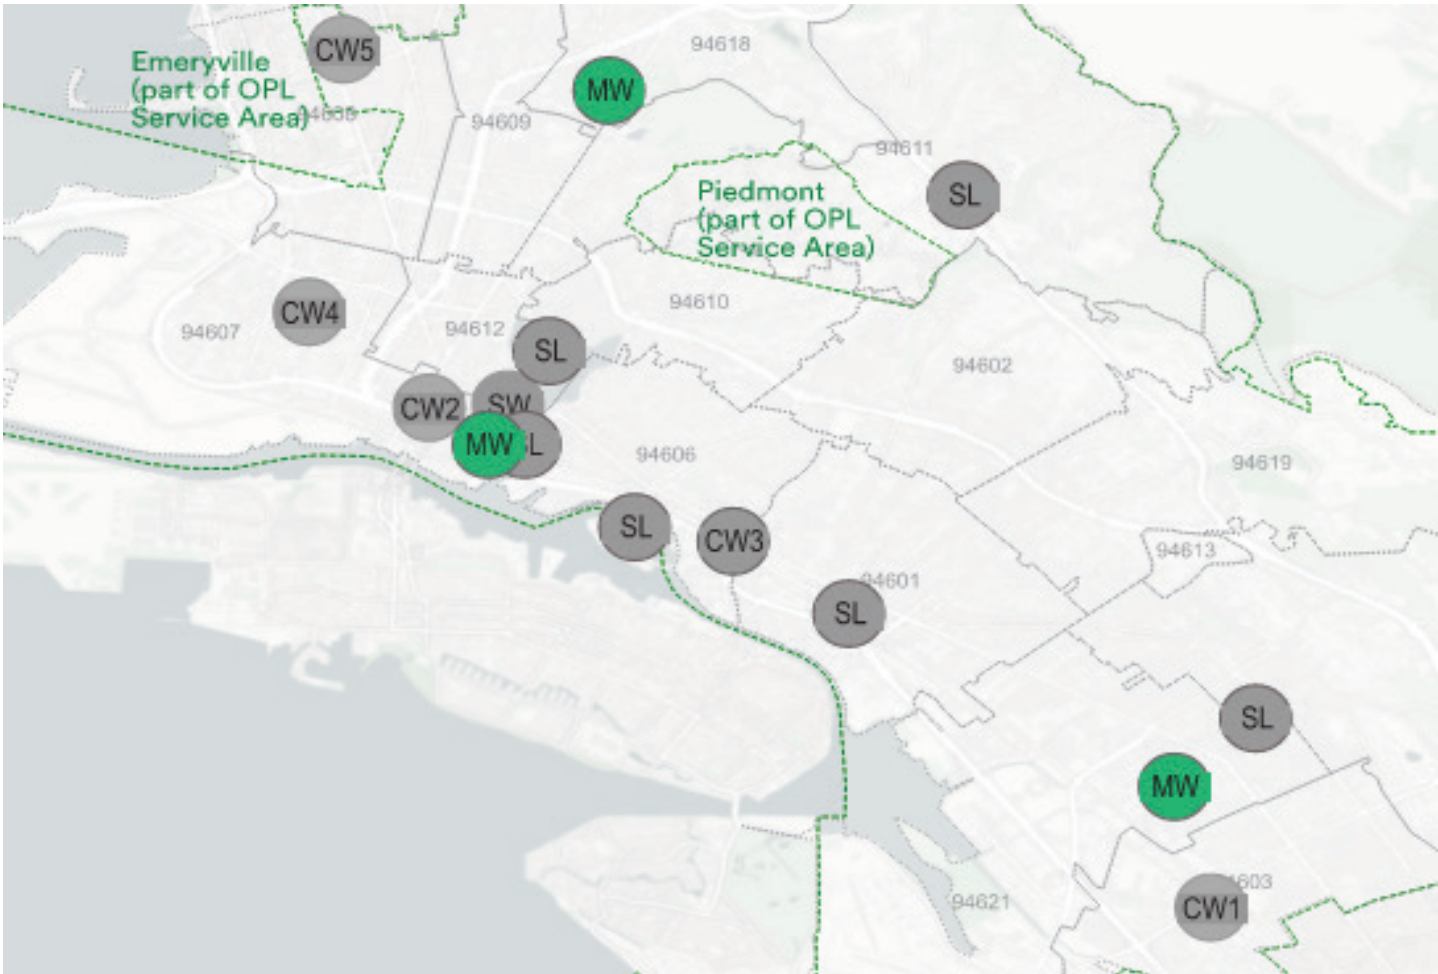 CW5
94618
Emeryville
(part of OPL
Service Area)
MW
94609
94611
Piedmont
(part of OPL
Service Area)
SL
CW4
94607
94612
94610
SL
94602
CW2
SW
MW
SL
94606
94619
SL
CW3
94613
94601
SL
SL
MW
CW1
94621